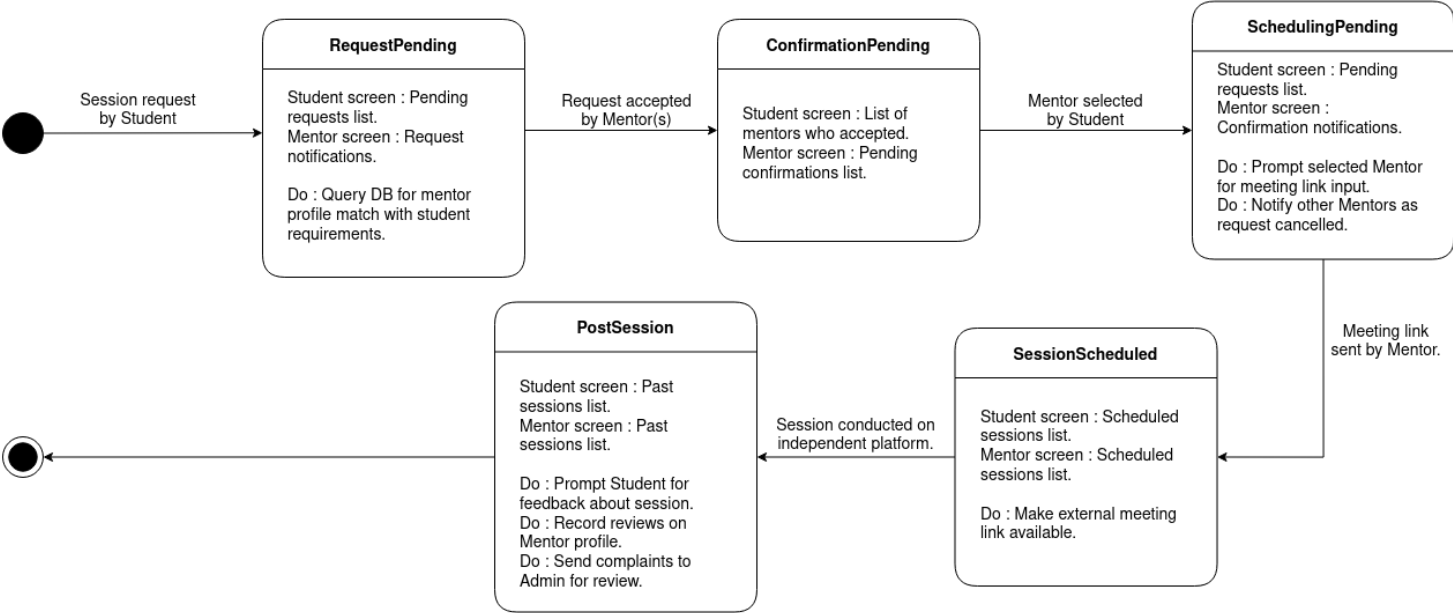 Session request
by Student
RequestPending
Student screen : Pending
requests list.
Mentor screen : Request
notifications.
Do : Query DB for mentor
profile match with student
requirements.
Request accepted
by Mentor(s)
ConfirmationPending
Student screen : List of
mentors who accepted.
Mentor screen : Pending
confirmations list.
Mentor selected
by Student
SchedulingPending
Student screen : Pending
requests list.
Mentor screen :
Confirmation notifications.
Do : Prompt selected Mentor
for meeting link input.
Do : Notify other Mentors as
request cancelled.
Meeting link
sent by Mentor.
SessionScheduled
Student screen : Scheduled
sessions list.
Mentor screen : Scheduled
sessions list.
Do : Make external meeting
link available.
Session conducted on
independent platform.
PostSession
Student screen : Past
sessions list.
Mentor screen : Past
sessions list.
Do : Prompt Student for
feedback about session.
Do : Record reviews on
Mentor profile.
Do : Send complaints to
Admin for review.